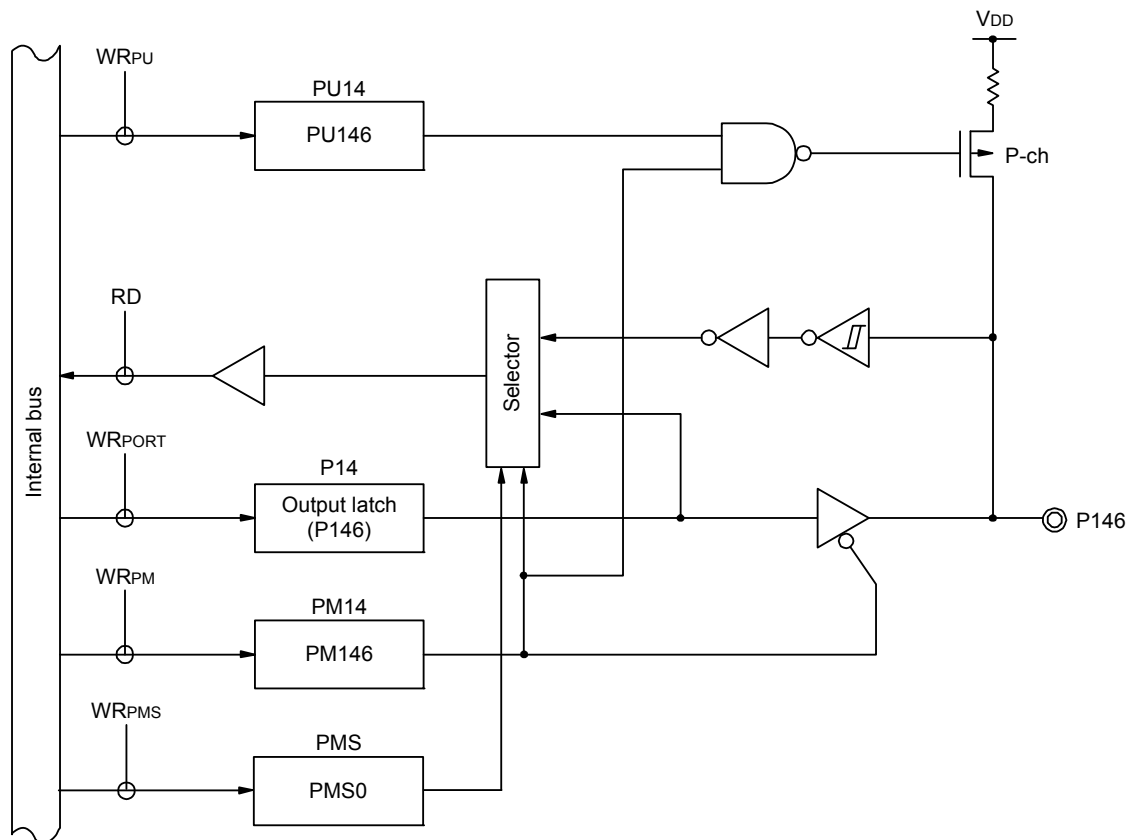 VDD
WRPU
PU14
PU146
P-ch
RD
Selector
Internal bus
WRPORT
P14
Output latch
(P146)
P146
WRPM
PM14
PM146
WRPMS
PMS
PMS0